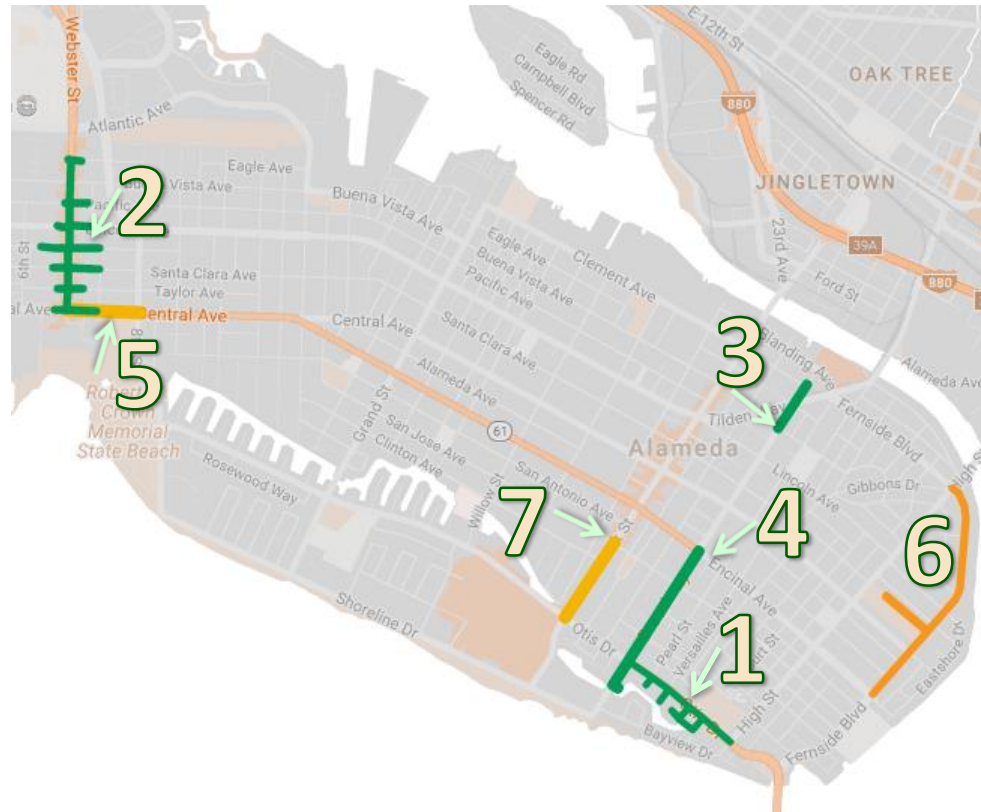 E 12th St
Webster St
Eagle Rd
Campbell Blvd
Spencer Rd
OAK TREE
880
Atlantic Ave
Eagle Ave
Buena Vista Ave
2
Buena Vista Ave
JINGLETOWN
23rd Ave
39A
6th St
Eagle Ave
Buena Vista Ave
Pacific Ave
Clement Ave
Ford St
880
Santa Clara Ave
Taylor Ave
Central Ave
Santa Clara Ave
5
3
Blanding Ave
Alameda Ave
Alameda Ave
Robert
Crown
Memorial
State Beach
Grand St
61
Tilden Way
Fernside Blvd
San Jose Ave
Clinton Ave
Alameda
Rosewood Way
Willow St
San Antonio Ave
Lincoln Ave
Gibbons Dr
High St
7
St
4
6
Encinal Ave
Shoreline Dr
Otis Dr
Pearl St
Versailles Ave
1
High St
Eastshore Dr
Bayview Dr
Fernside Blvd